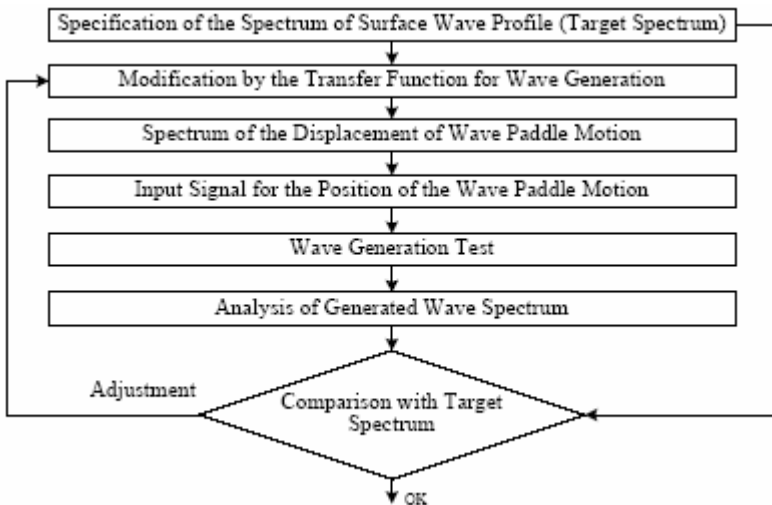 Specification of the Spectrum of Surface Wave Profile (Target Spectrum)
Modification by the Transfer Function for Wave Generation
Spectrum of the Displacement of Wave Paddle Motion
Input Signal for the Position of the Wave Paddle Motion
Wave Generation Test
Analysis of Generated Wave Spectrum
Adjustment
Comparison with Target
Spectrum
OK